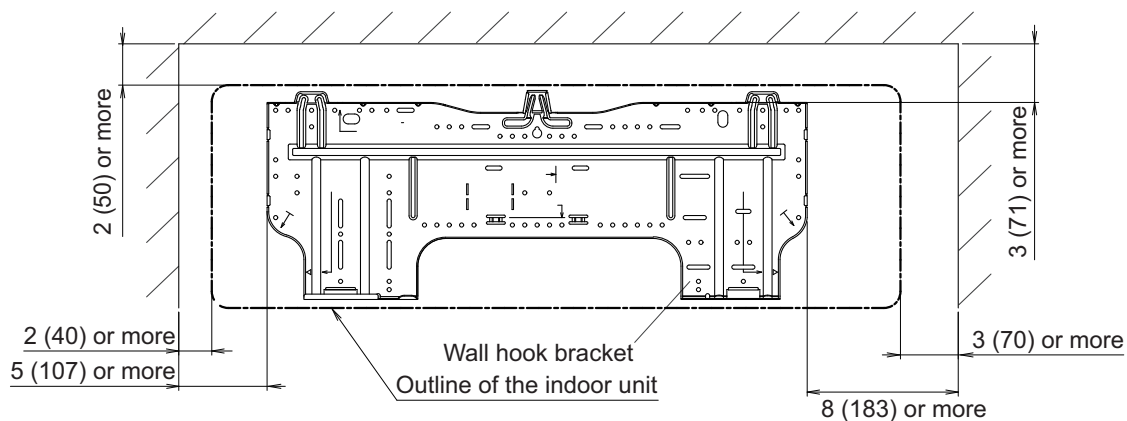 2 (50) or more
3 (71) or more
2 (40) or more
5 (107) or more
Wall hook bracket
Outline of the indoor unit
3 (70) or more
8 (183) or more